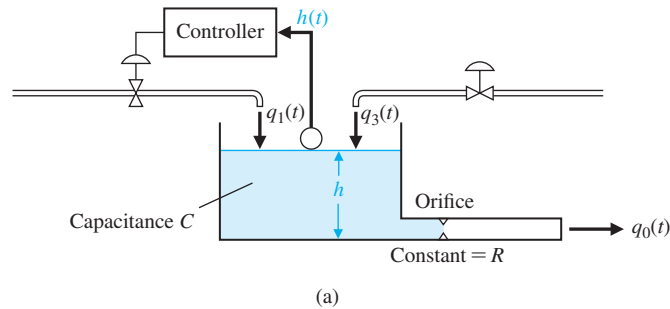 h(t)
Controller
q1(t)
q3(t)
h
Orifice
Capacitance C
q0(t)
Constant = R
(a)